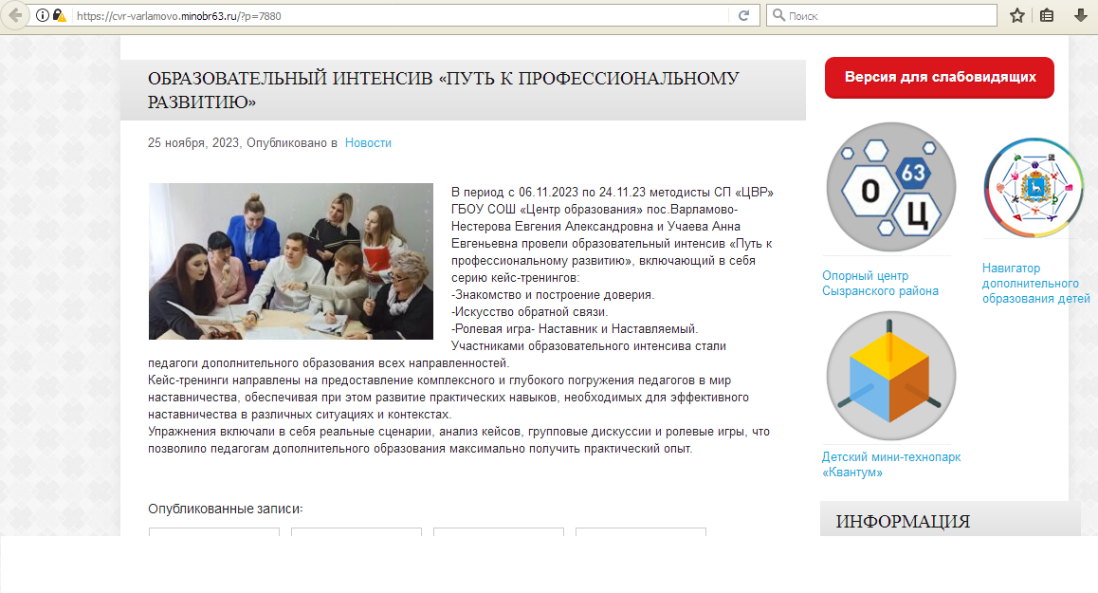 https://cvr-varlamovo.minobr63.ru/?p=7880
Поиск
ОБРАЗОВАТЕЛЬНЫЙ ИНТЕНСИВ «ПУТЬ К ПРОФЕССИОНАЛЬНОМУ
РАЗВИТИЮ»
25 ноября, 2023, Опубликовано в Новости
В период с 06.11.2023 по 24.11.23 методисты СП «ЦВР»
ГБОУ СОШ «Центр образования» пос.Варламово-
Нестерова Евгения Александровна и Учаева Анна
Евгеньевна провели образовательный интенсив «Путь к
профессиональному развитию», включающий в себя
серию кейс-тренингов:
-Знакомство и построение доверия.
-Искусство обратной связи.
-Ролевая игра- Наставник и Наставляемый.
Участниками образовательного интенсива стали
педагоги дополнительного образования всех направленностей.
Кейс-тренинги направлены на предоставление комплексного и глубокого погружения педагогов в мир
наставничества, обеспечивая при этом развитие практических навыков, необходимых для эффективного
наставничества в различных ситуациях и контекстах.
Упражнения включали в себя реальные сценарии, анализ кейсов, групповые дискуссии и ролевые игры, что
позволило педагогам дополнительного образования максимально получить практический опыт.
Опубликованные записи:
Версия для слабовидящих
63
О
Ц
Опорный центр
Сызранского района
Навигатор
дополнительного
образования детей
Детский мини-технопарк
«Квантум»
ИНФОРМАЦИЯ